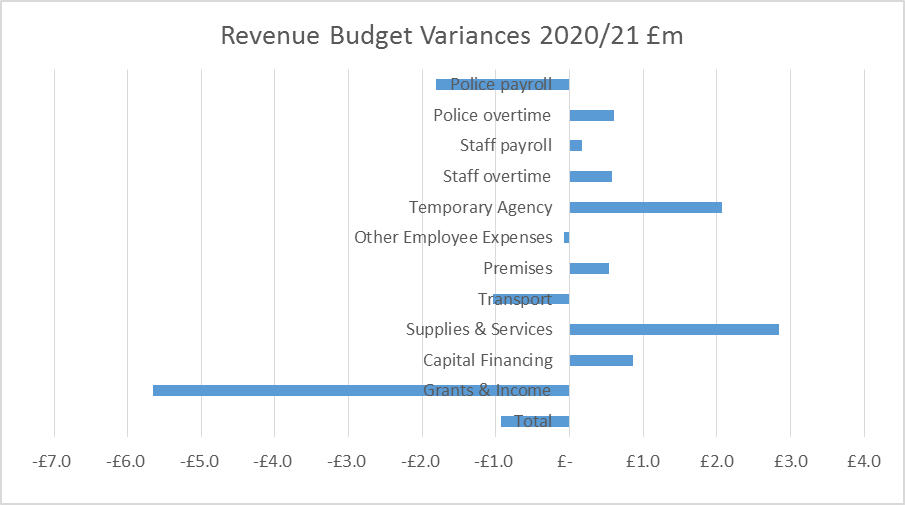 Revenue Budget Variances 2020/21 £m
Police payroll
Police overtime
Staff payroll
Staff overtime
Temporary Agency
Other Employee Expenses
Premises
Transport
Supplies & Services
Capital Financing
Grants & Income
Total
-£7.0 -£6.0 -£5.0 -£4.0 -£3.0 -£2.0 -£1.0 £- £1.0 £2.0 £3.0 £4.0